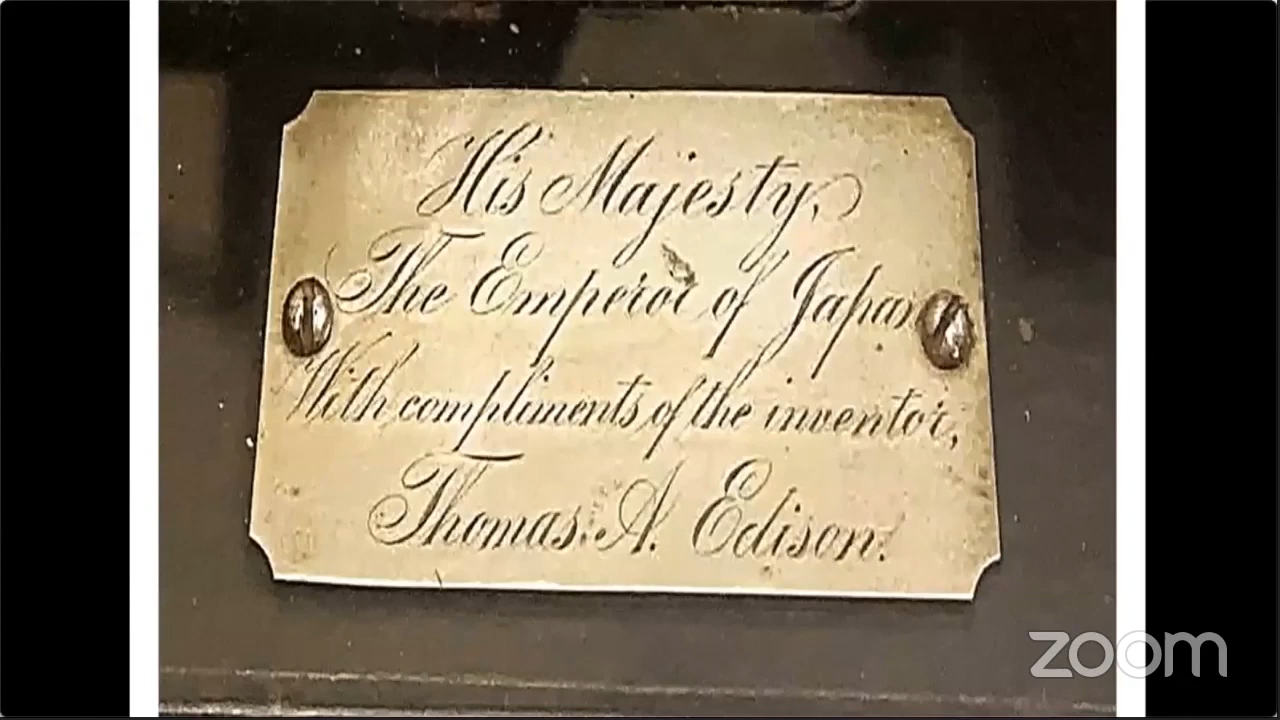 His Majesty,
The Emperor of Japan
With compliments of the inventor,
Thomas A. Edison.
zoom